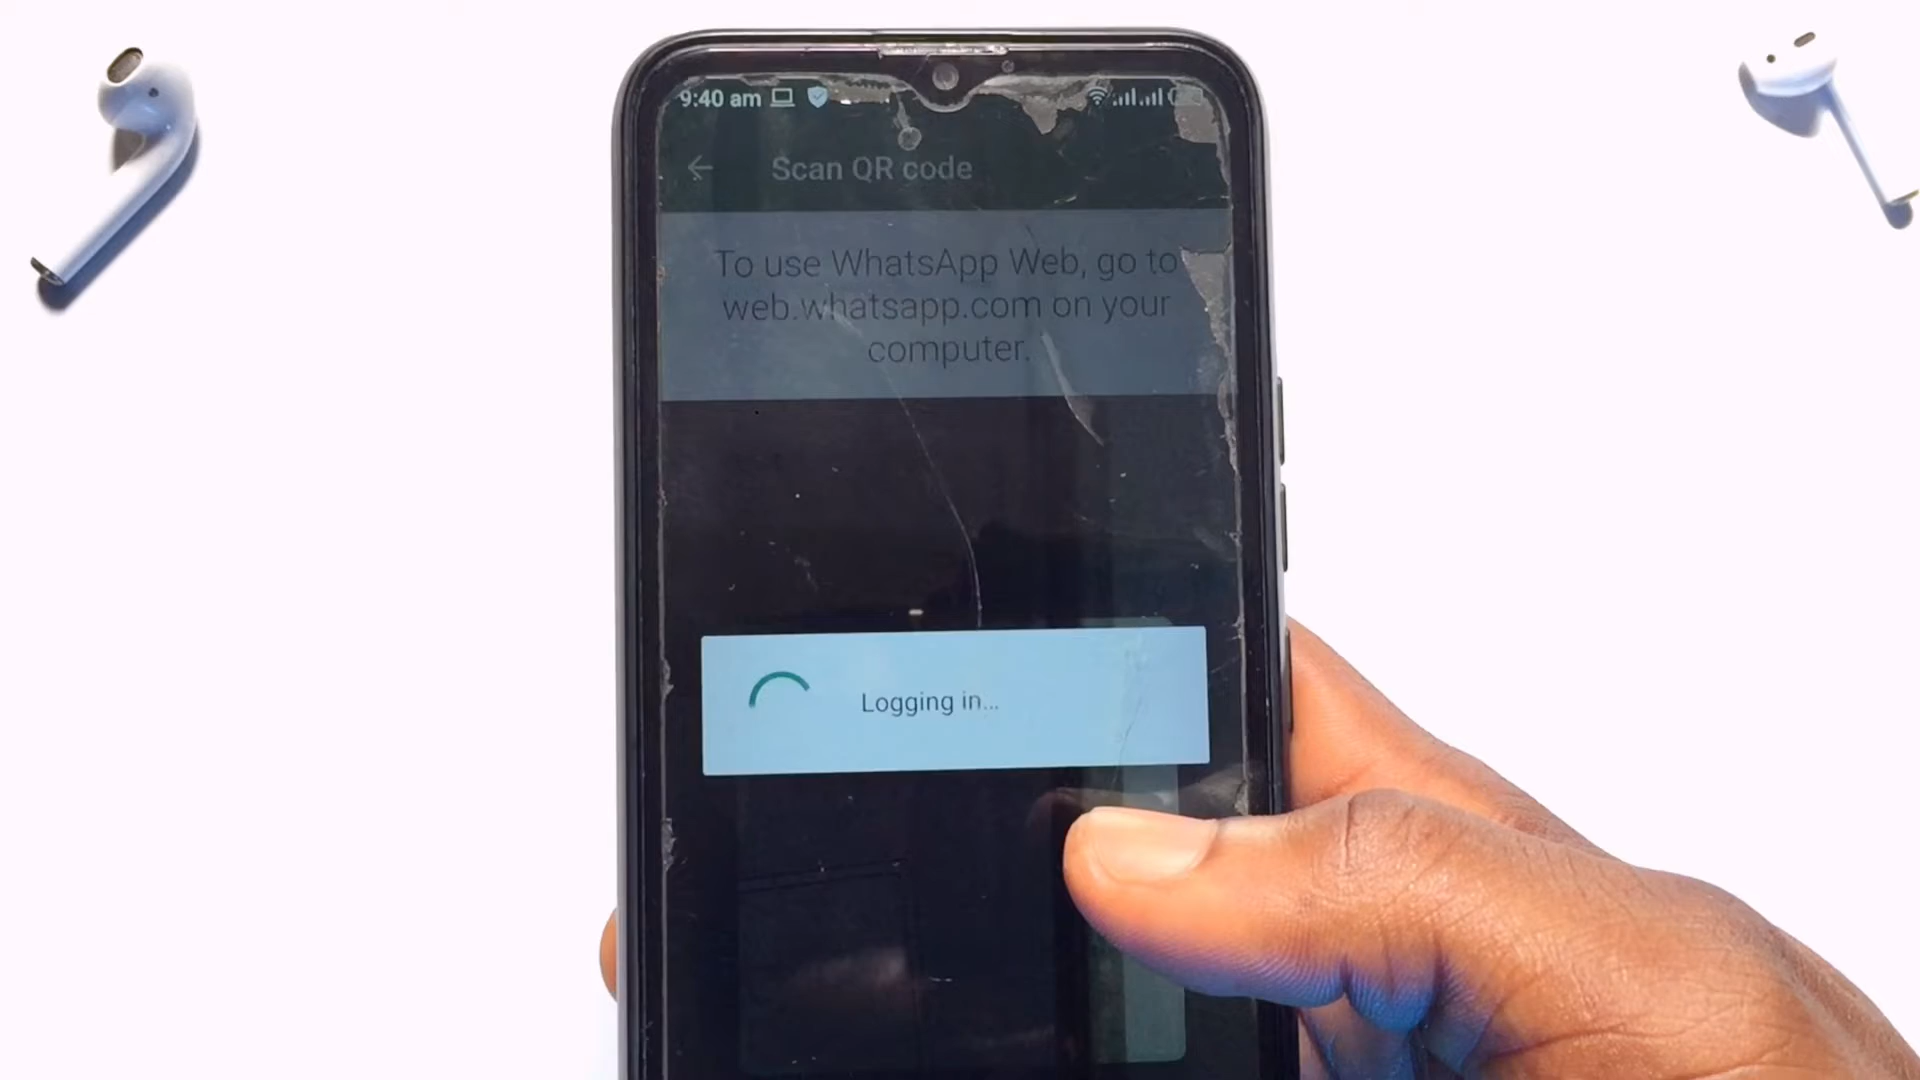 9:40 am
Scan QR code
To use WhatsApp Web, go to
web.whatsapp.com on your
computer.
Logging in...